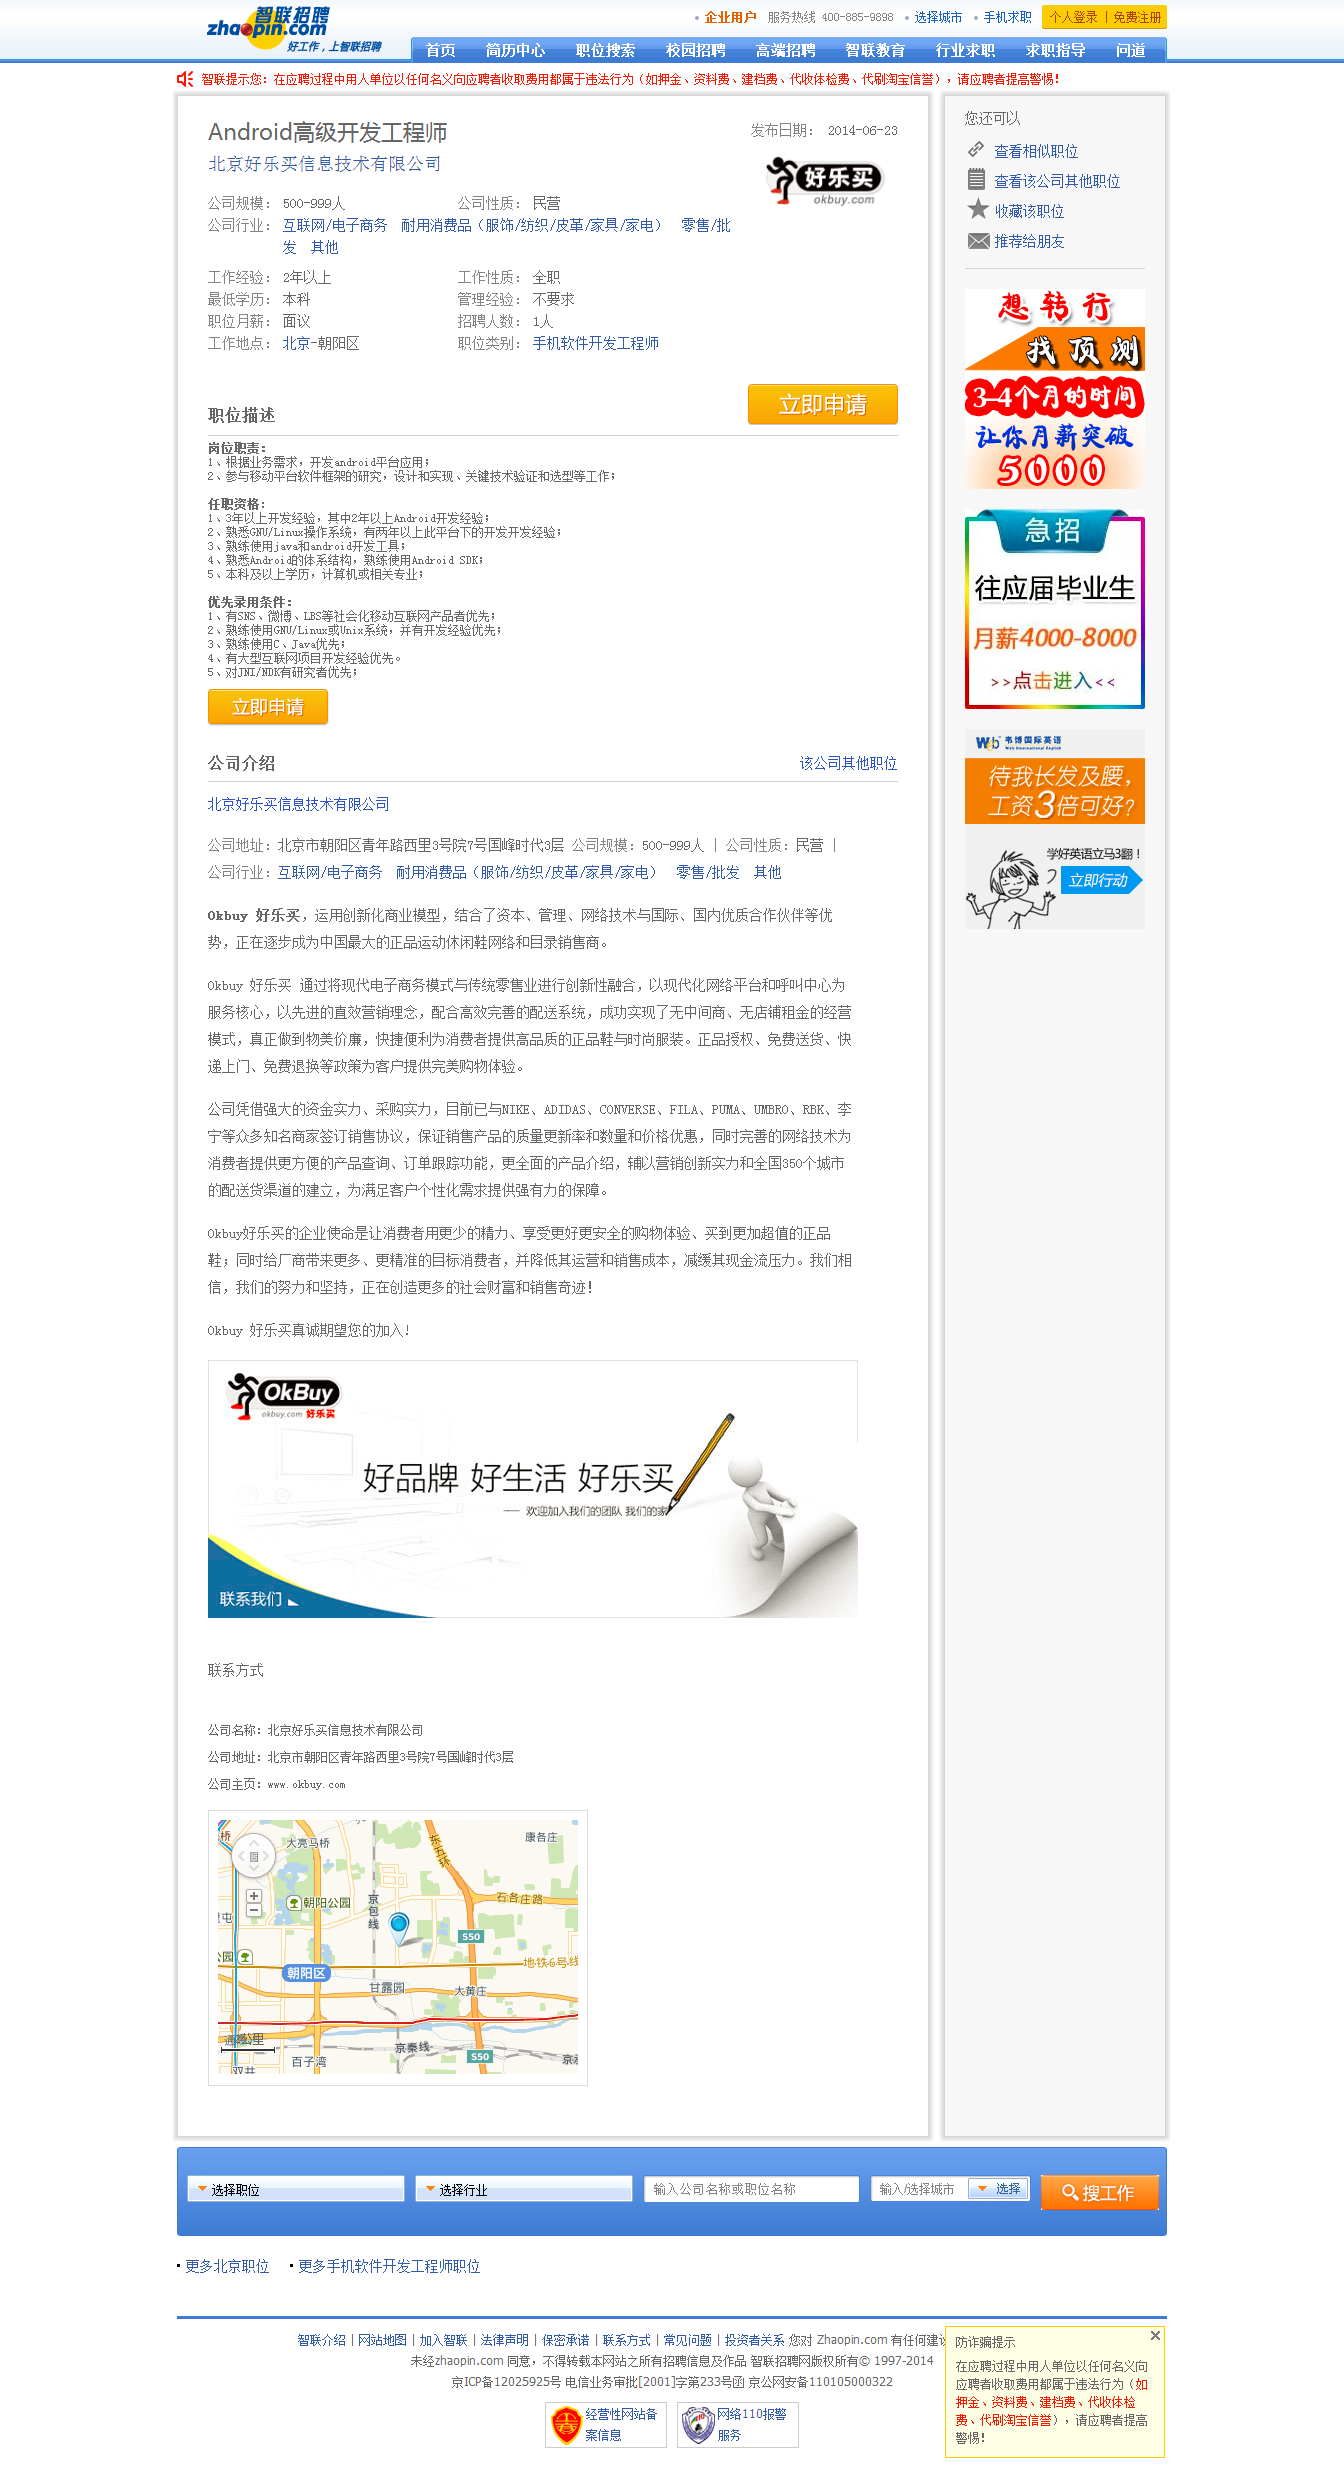 智联招聘
zhaopin.com
好工作，上智联招聘
企业用户 服务热线 400-885-9898 选择城市 手机求职 个人登录 | 免费注册
首页 简历中心 职位搜索 校园招聘 高端招聘 智联教育 行业求职 求职指导 问道
智联提示您：在应聘过程中用人单位以任何名义向应聘者收取费用都属于违法行为（如押金、资料费、建档费、代收体检费、代刷淘宝信誉），请应聘者提高警惕！
Android高级开发工程师
发布日期： 2014-06-23
北京好乐买信息技术有限公司
好乐买
okbuy.com
公司规模： 500-999人 公司性质： 民营
公司行业： 互联网/电子商务 耐用消费品（服饰/纺织/皮革/家具/家电） 零售/批
发 其他
工作经验： 2年以上 工作性质： 全职
最低学历： 本科 管理经验： 不要求
职位月薪： 面议 招聘人数： 1人
工作地点： 北京-朝阳区 职位类别： 手机软件开发工程师
职位描述
立即申请
岗位职责：
1、根据业务需求，开发android平台应用；
2、参与移动平台软件框架的研究，设计和实现、关键技术验证和选型等工作；
任职资格：
1、3年以上开发经验，其中2年以上Android开发经验；
2、熟悉GNU/Linux操作系统，有两年以上此平台下的开发开发经验；
3、熟练使用java和android开发工具；
4、熟悉Android的体系结构，熟练使用Android SDK；
5、本科及以上学历，计算机或相关专业；
优先录用条件：
1、有SNS、微博、LBS等社会化移动互联网产品者优先；
2、熟练使用GNU/Linux或Unix系统，并有开发经验优先；
3、熟练使用C、Java优先；
4、有大型互联网项目开发经验优先。
5、对JNI/NDK有研究者优先；
立即申请
公司介绍
该公司其他职位
北京好乐买信息技术有限公司
公司地址：北京市朝阳区青年路西里3号院7号国峰时代3层 公司规模：500-999人 | 公司性质：民营 |
公司行业：互联网/电子商务 耐用消费品（服饰/纺织/皮革/家具/家电） 零售/批发 其他
Okbuy 好乐买，运用创新化商业模型，结合了资本、管理、网络技术与国际、国内优质合作伙伴等优
势，正在逐步成为中国最大的正品运动休闲鞋网络和目录销售商。
Okbuy 好乐买 通过将现代电子商务模式与传统零售业进行创新性融合，以现代化网络平台和呼叫中心为
服务核心，以先进的直效营销理念，配合高效完善的配送系统，成功实现了无中间商、无店铺租金的经营
模式，真正做到物美价廉，快捷便利为消费者提供高品质的正品鞋与时尚服装。正品授权、免费送货、快
递上门、免费退换等政策为客户提供完美购物体验。
公司凭借强大的资金实力、采购实力，目前已与NIKE、ADIDAS、CONVERSE、FILA、PUMA、UMBRO、RBK、李
宁等众多知名商家签订销售协议，保证销售产品的质量更新率和数量和价格优惠，同时完善的网络技术为
消费者提供更方便的产品查询、订单跟踪功能，更全面的产品介绍，辅以营销创新实力和全国350个城市
的配送货渠道的建立，为满足客户个性化需求提供强有力的保障。
Okbuy好乐买的企业使命是让消费者用更少的精力、享受更好更安全的购物体验、买到更加超值的正品
鞋；同时给厂商带来更多、更精准的目标消费者，并降低其运营和销售成本，减缓其现金流压力。我们相
信，我们的努力和坚持，正在创造更多的社会财富和销售奇迹！
Okbuy 好乐买真诚期望您的加入！
OkBuy
okbuy.com 好乐买
好品牌 好生活 好乐买
—— 欢迎加入我们的团队 我们的家
联系我们
联系方式
公司名称：北京好乐买信息技术有限公司
公司地址：北京市朝阳区青年路西里3号院7号国峰时代3层
公司主页：www.okbuy.com
桥 大亮马桥 东五环 康各庄
朝阳公园 京包线 石各庄路
S50
公园 地铁6号线
朝阳区 甘露园 大黄庄
公里 京秦线
百子湾 S50
双井
您还可以
查看相似职位
查看该公司其他职位
收藏该职位
推荐给朋友
想转行
找顶测
3-4个月的时间
让你月薪突破
5000
急招
往应届毕业生
月薪4000-8000
>>点击进入<<
Web 韦博国际英语
Web International English
待我长发及腰，
工资3倍可好？
学好英语立马3翻！
立即行动
选择职位 选择行业 输入公司名称或职位名称 输入/选择城市 选择 搜工作
更多北京职位 更多手机软件开发工程师职位
智联介绍 | 网站地图 | 加入智联 | 法律声明 | 保密承诺 | 联系方式 | 常见问题 | 投资者关系 您对 Zhaopin.com 有任何建议
未经zhaopin.com 同意，不得转载本网站之所有招聘信息及作品 智联招聘网版权所有© 1997-2014
京ICP备12025925号 电信业务审批[2001]字第233号函 京公网安备110105000322
经营性网站备
案信息
网络110报警
服务
防诈骗提示
在应聘过程中用人单位以任何名义向
应聘者收取费用都属于违法行为（如
押金、资料费、建档费、代收体检
费、代刷淘宝信誉），请应聘者提高
警惕！